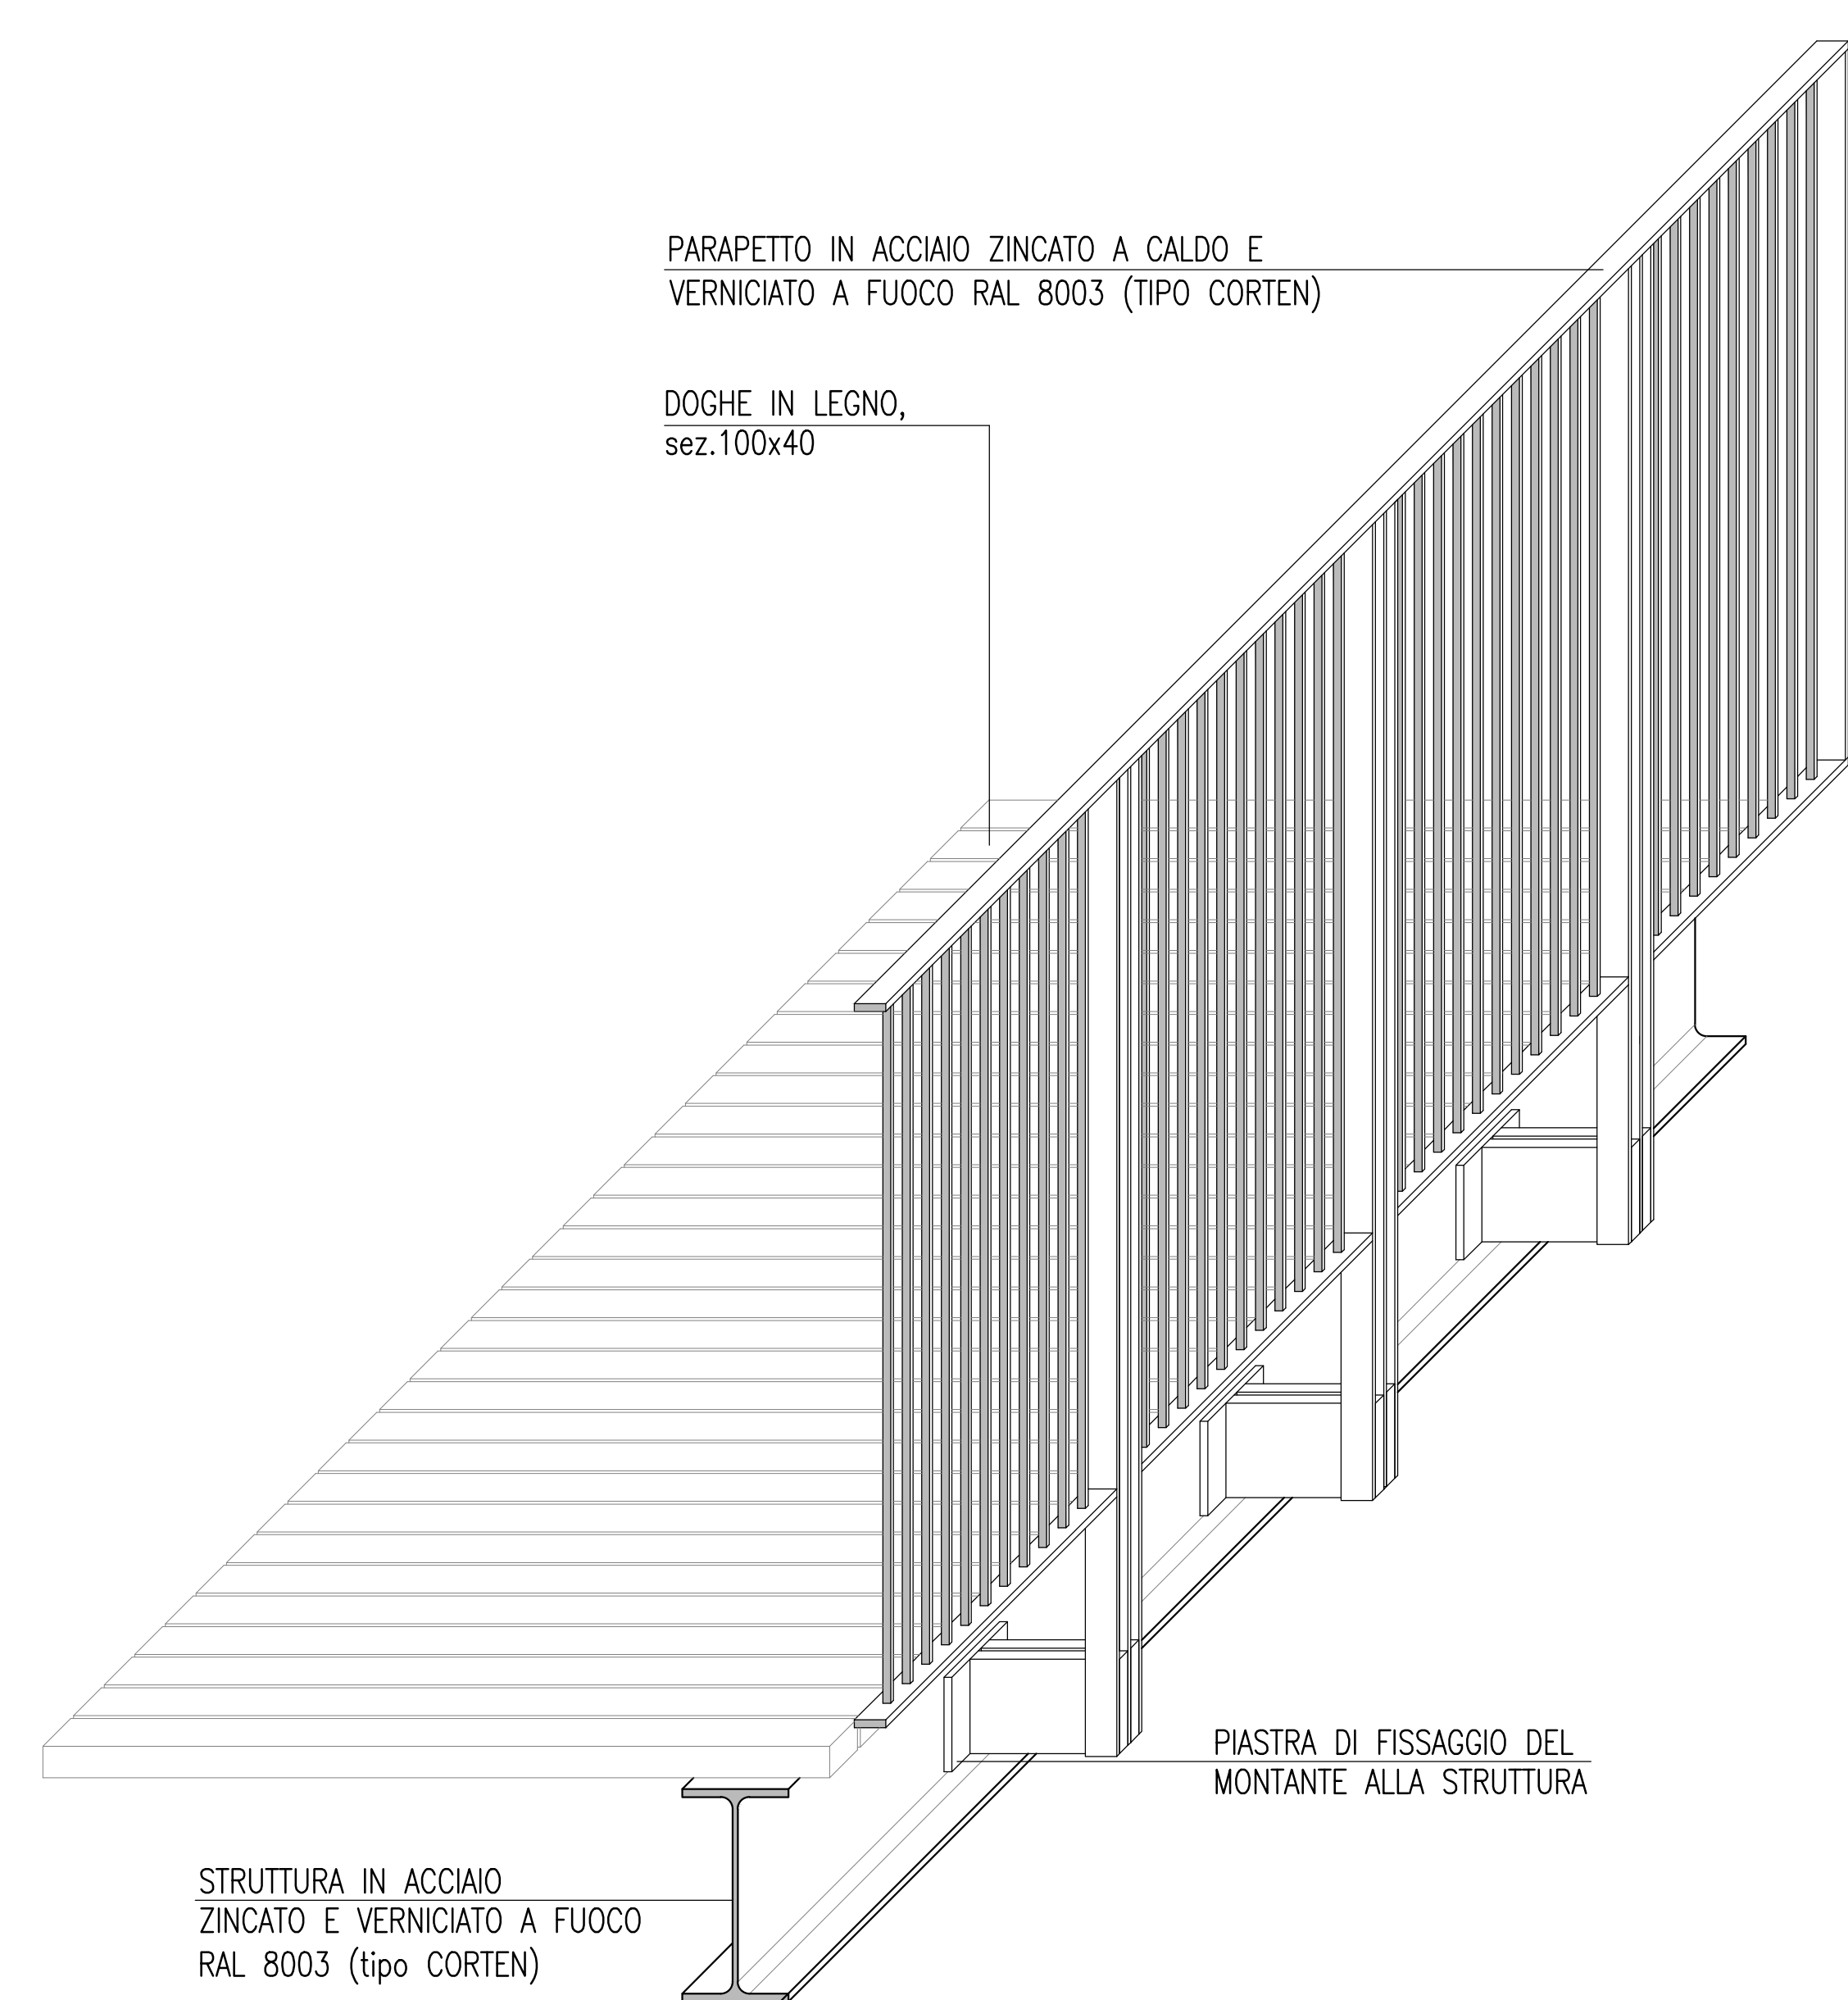 PARAPETTO IN ACCIAIO ZINCATO A CALDO E
VERNICIATO A FUOCO RAL 8003 (TIPO CORTEN)
DOGHE IN LEGNO,
sez.100x40
PIASTRA DI FISSAGGIO DEL
MONTANTE ALLA STRUTTURA
STRUTTURA IN ACCIAIO
ZINCATO E VERNICIATO A FUOCO
RAL 8003 (tipo CORTEN)